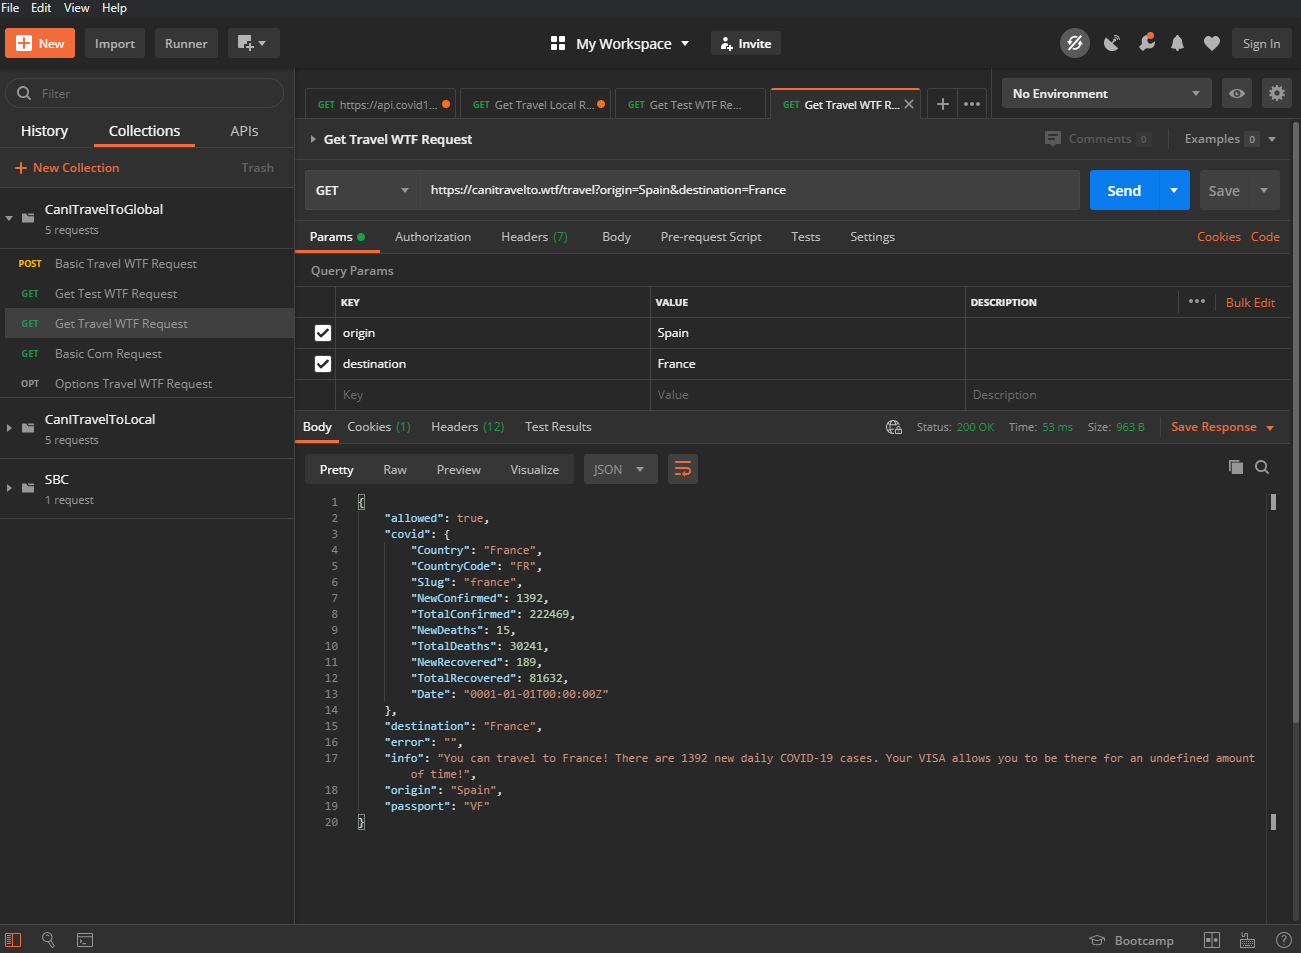 File Edit View Help
New Import Runner My Workspace Invite Sign In
Filter
History Collections APIs
New Collection Trash
CanITravelToGlobal
5 requests
POST Basic Travel WTF Request
GET Get Test WTF Request
GET Get Travel WTF Request
GET Basic Com Request
OPT Options Travel WTF Request
CanITravelToLocal
5 requests
SBC
1 request
GET https://api.covid1... GET Get Travel Local R... GET Get Test WTF Re... GET Get Travel WTF R... No Environment
Get Travel WTF Request Comments 0 Examples 0
GET https://canitravelto.wtf/travel?origin=Spain&destination=France Send Save
Params Authorization Headers (7) Body Pre-request Script Tests Settings Cookies Code
Query Params
KEY VALUE DESCRIPTION Bulk Edit
origin Spain
destination France
Key Value Description
Body Cookies (1) Headers (12) Test Results Status: 200 OK Time: 53 ms Size: 963 B Save Response
Pretty Raw Preview Visualize JSON
1 {
2 "allowed": true,
3 "covid": {
4 "Country": "France",
5 "CountryCode": "FR",
6 "Slug": "france",
7 "NewConfirmed": 1392,
8 "TotalConfirmed": 222469,
9 "NewDeaths": 15,
10 "TotalDeaths": 30241,
11 "NewRecovered": 189,
12 "TotalRecovered": 81632,
13 "Date": "0001-01-01T00:00:00Z"
14 },
15 "destination": "France",
16 "error": "",
17 "info": "You can travel to France! There are 1392 new daily COVID-19 cases. Your VISA allows you to be there for an undefined amount
of time!",
18 "origin": "Spain",
19 "passport": "VF"
20 }
Bootcamp